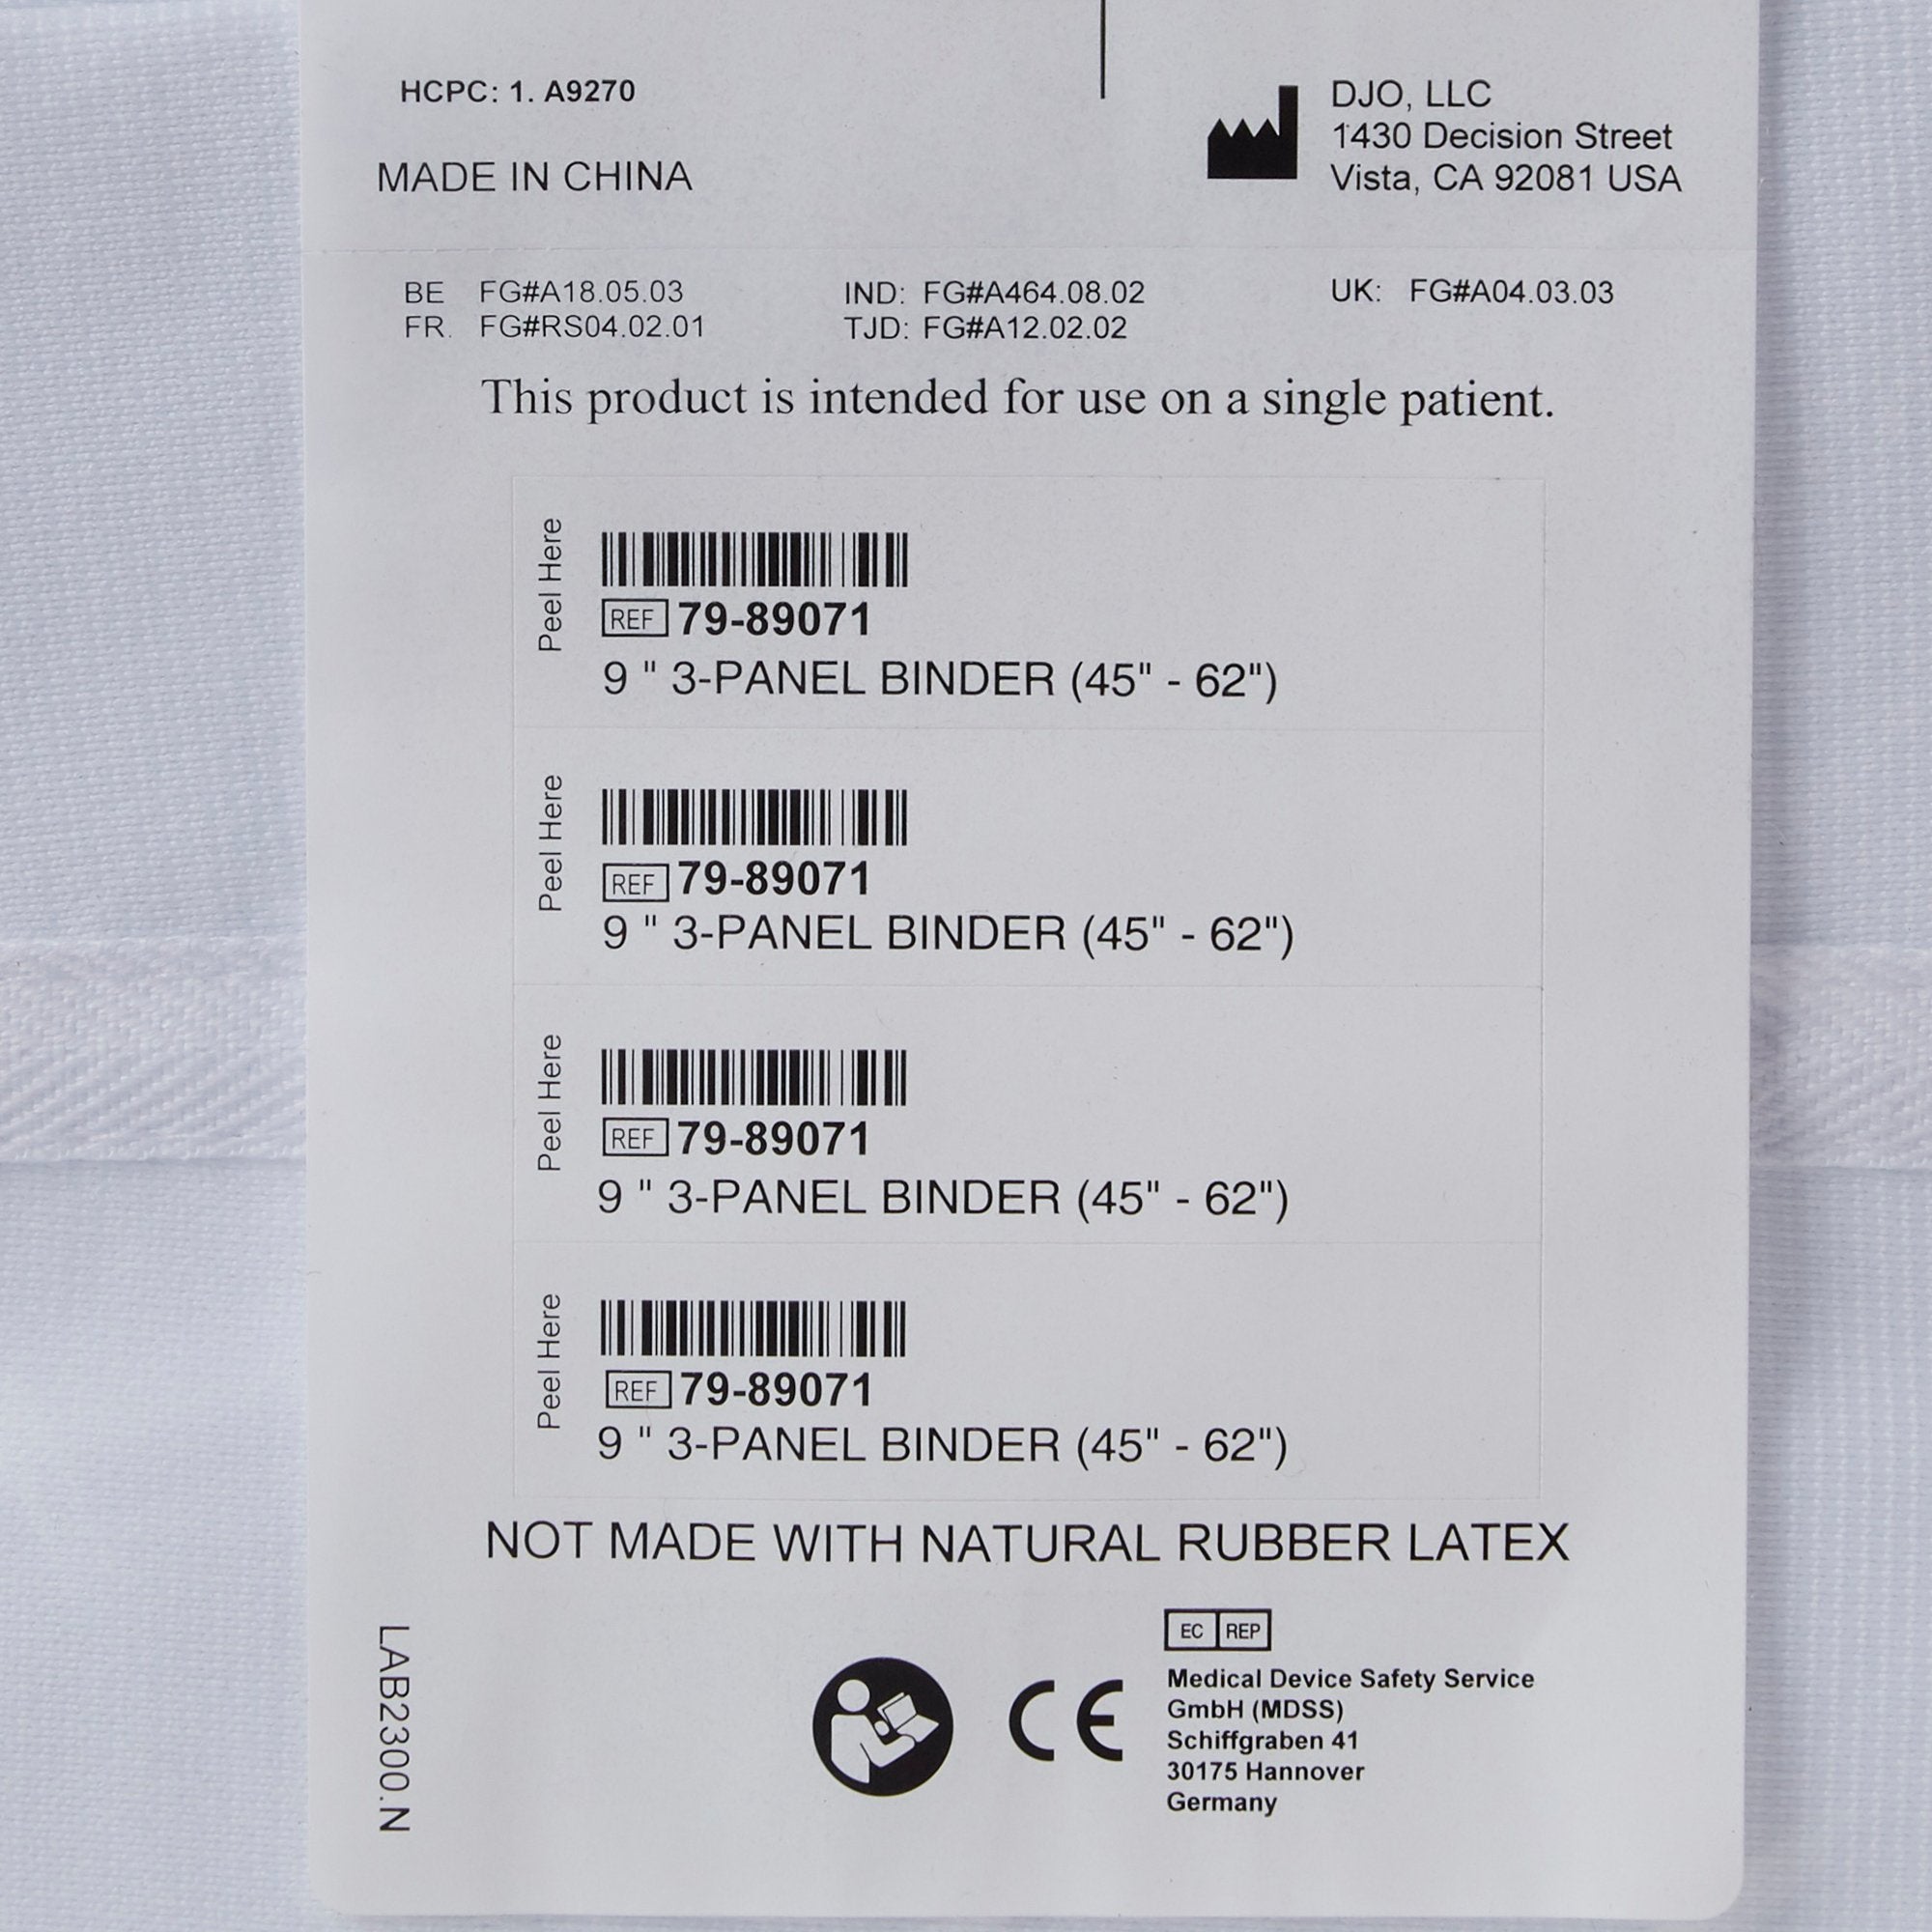 HCPC: 1. A9270
MADE IN CHINA
DJO, LLC
1430 Decision Street
Vista, CA 92081 USA
BE FG#A18.05.03
FR. FG#RS04.02.01
IND: FG#A464.08.02
TJD: FG#A12.02.02
UK: FG#A04.03.03
This product is intended for use on a single patient.
Peel Here
REF 79-89071
9 " 3-PANEL BINDER (45" - 62")
Peel Here
REF 79-89071
9 " 3-PANEL BINDER (45" - 62")
Peel Here
REF 79-89071
9 " 3-PANEL BINDER (45" - 62")
Peel Here
REF 79-89071
9 " 3-PANEL BINDER (45" - 62")
NOT MADE WITH NATURAL RUBBER LATEX
LAB2300.N
CE
EC REP
Medical Device Safety Service
GmbH (MDSS)
Schiffgraben 41
30175 Hannover
Germany